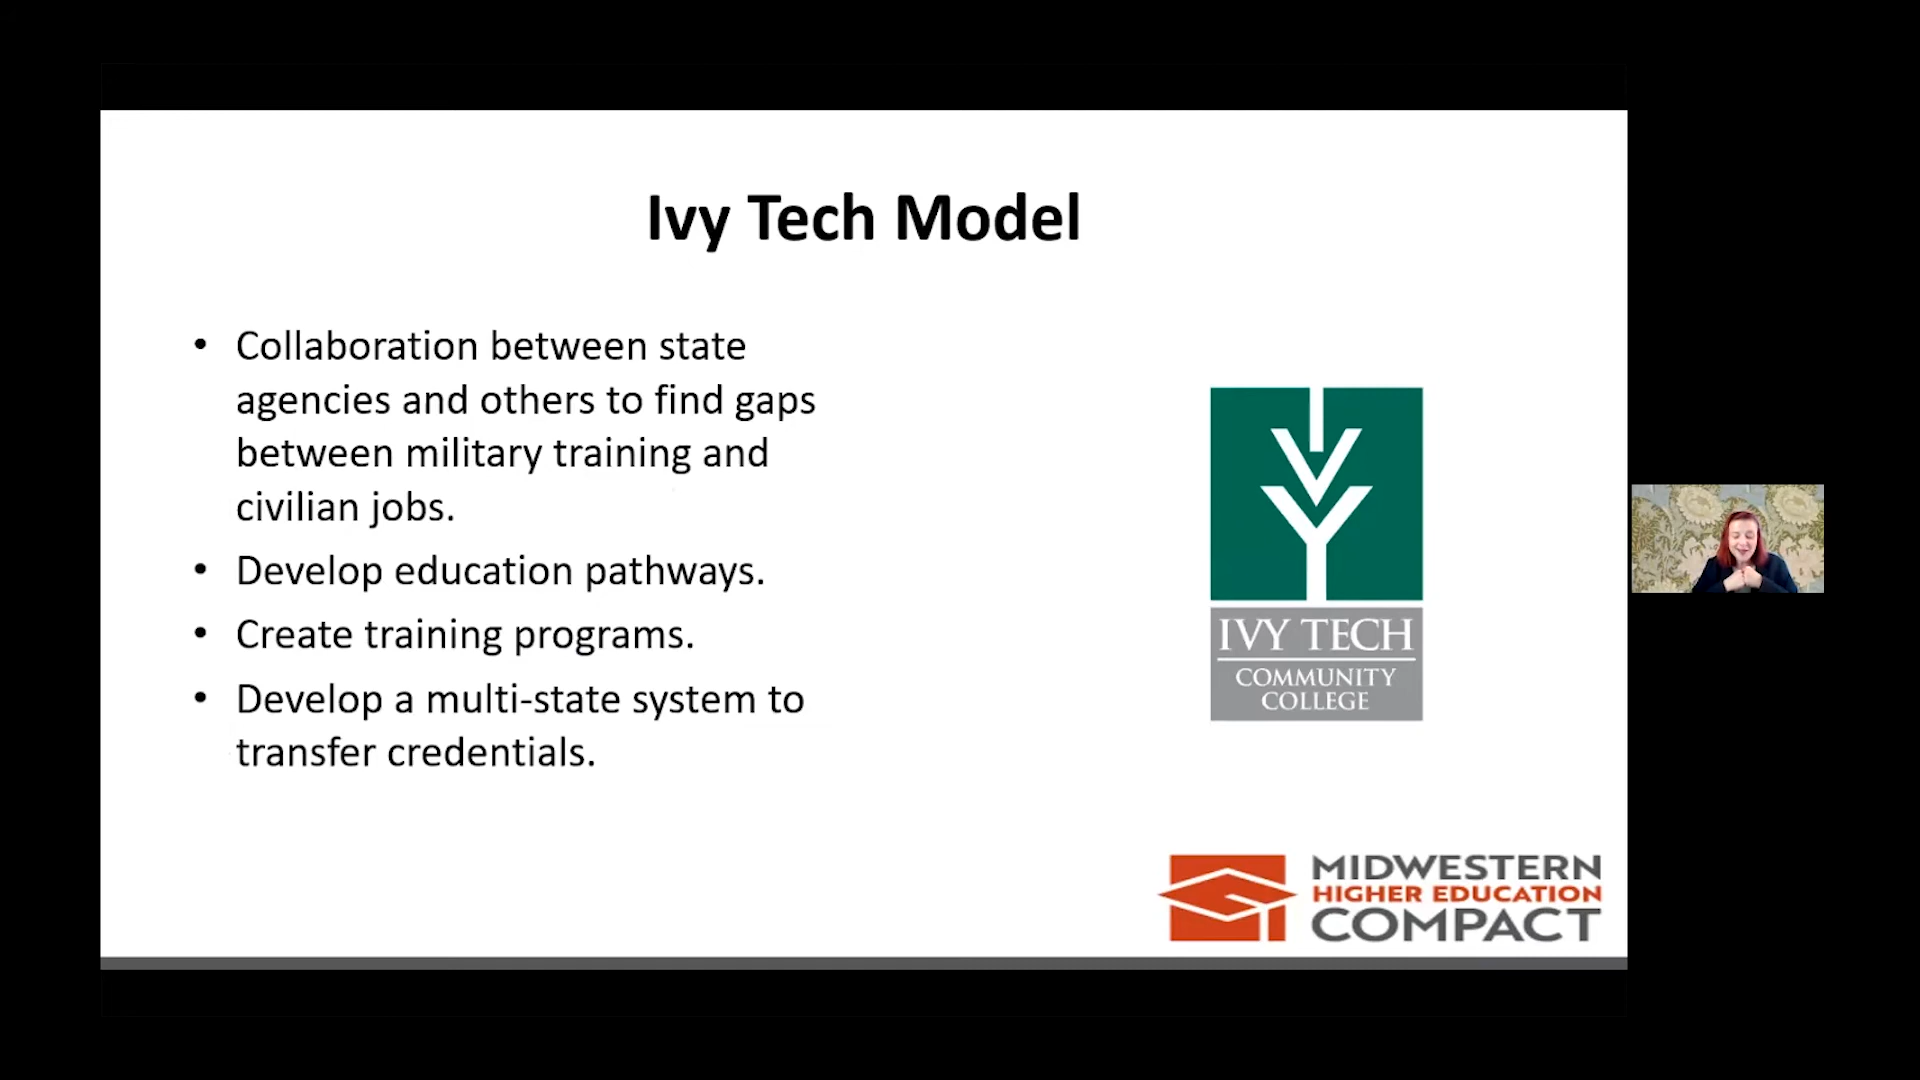 Ivy Tech Model
• Collaboration between state
agencies and others to find gaps
between military training and
civilian jobs.
• Develop education pathways.
• Create training programs.
• Develop a multi-state system to
transfer credentials.
IVY TECH
COMMUNITY
COLLEGE
MIDWESTERN
HIGHER EDUCATION
COMPACT